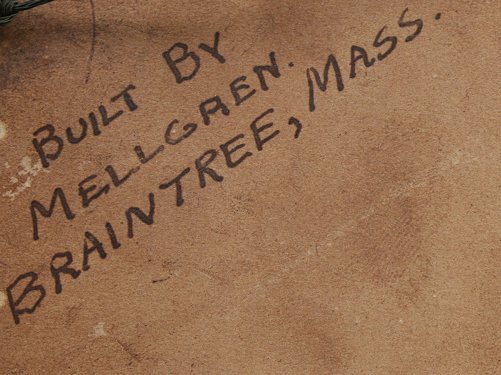 BUILT BY
MELLGREN.
BRAINTREE, MASS.